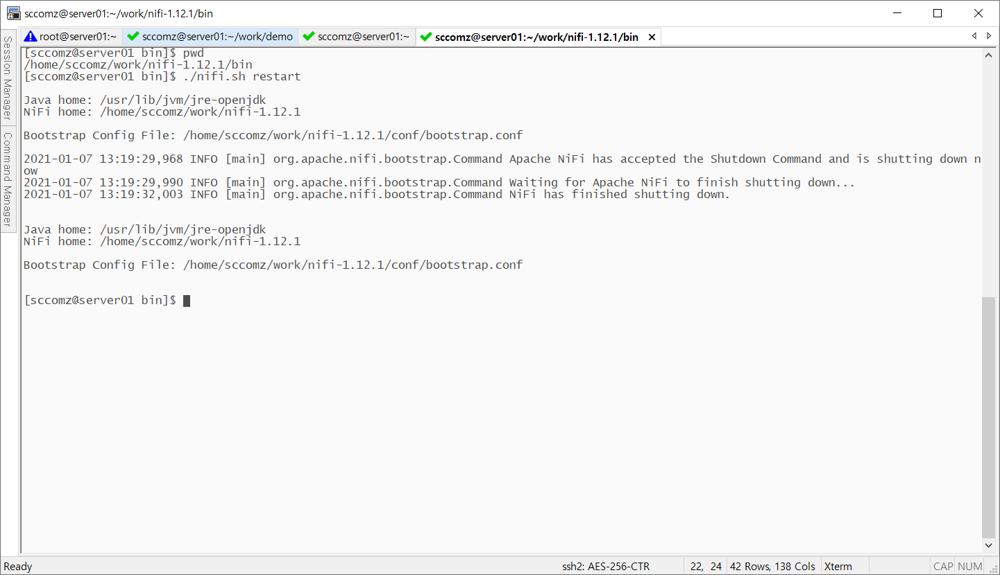 sccomz@server01:~/work/nifi-1.12.1/bin
root@server01:~
sccomz@server01:~/work/demo
sccomz@server01:~
sccomz@server01:~/work/nifi-1.12.1/bin
Session Manager
Command Manager
[sccomz@server01 bin]$ pwd
/home/sccomz/work/nifi-1.12.1/bin
[sccomz@server01 bin]$ ./nifi.sh restart
Java home: /usr/lib/jvm/jre-openjdk
NiFi home: /home/sccomz/work/nifi-1.12.1
Bootstrap Config File: /home/sccomz/work/nifi-1.12.1/conf/bootstrap.conf
2021-01-07 13:19:29,968 INFO [main] org.apache.nifi.bootstrap.Command Apache NiFi has accepted the Shutdown Command and is shutting down n
ow
2021-01-07 13:19:29,990 INFO [main] org.apache.nifi.bootstrap.Command Waiting for Apache NiFi to finish shutting down...
2021-01-07 13:19:32,003 INFO [main] org.apache.nifi.bootstrap.Command NiFi has finished shutting down.
Java home: /usr/lib/jvm/jre-openjdk
NiFi home: /home/sccomz/work/nifi-1.12.1
Bootstrap Config File: /home/sccomz/work/nifi-1.12.1/conf/bootstrap.conf
[sccomz@server01 bin]$
Ready
ssh2: AES-256-CTR
22, 24
42 Rows, 138 Cols
Xterm
CAP
NUM